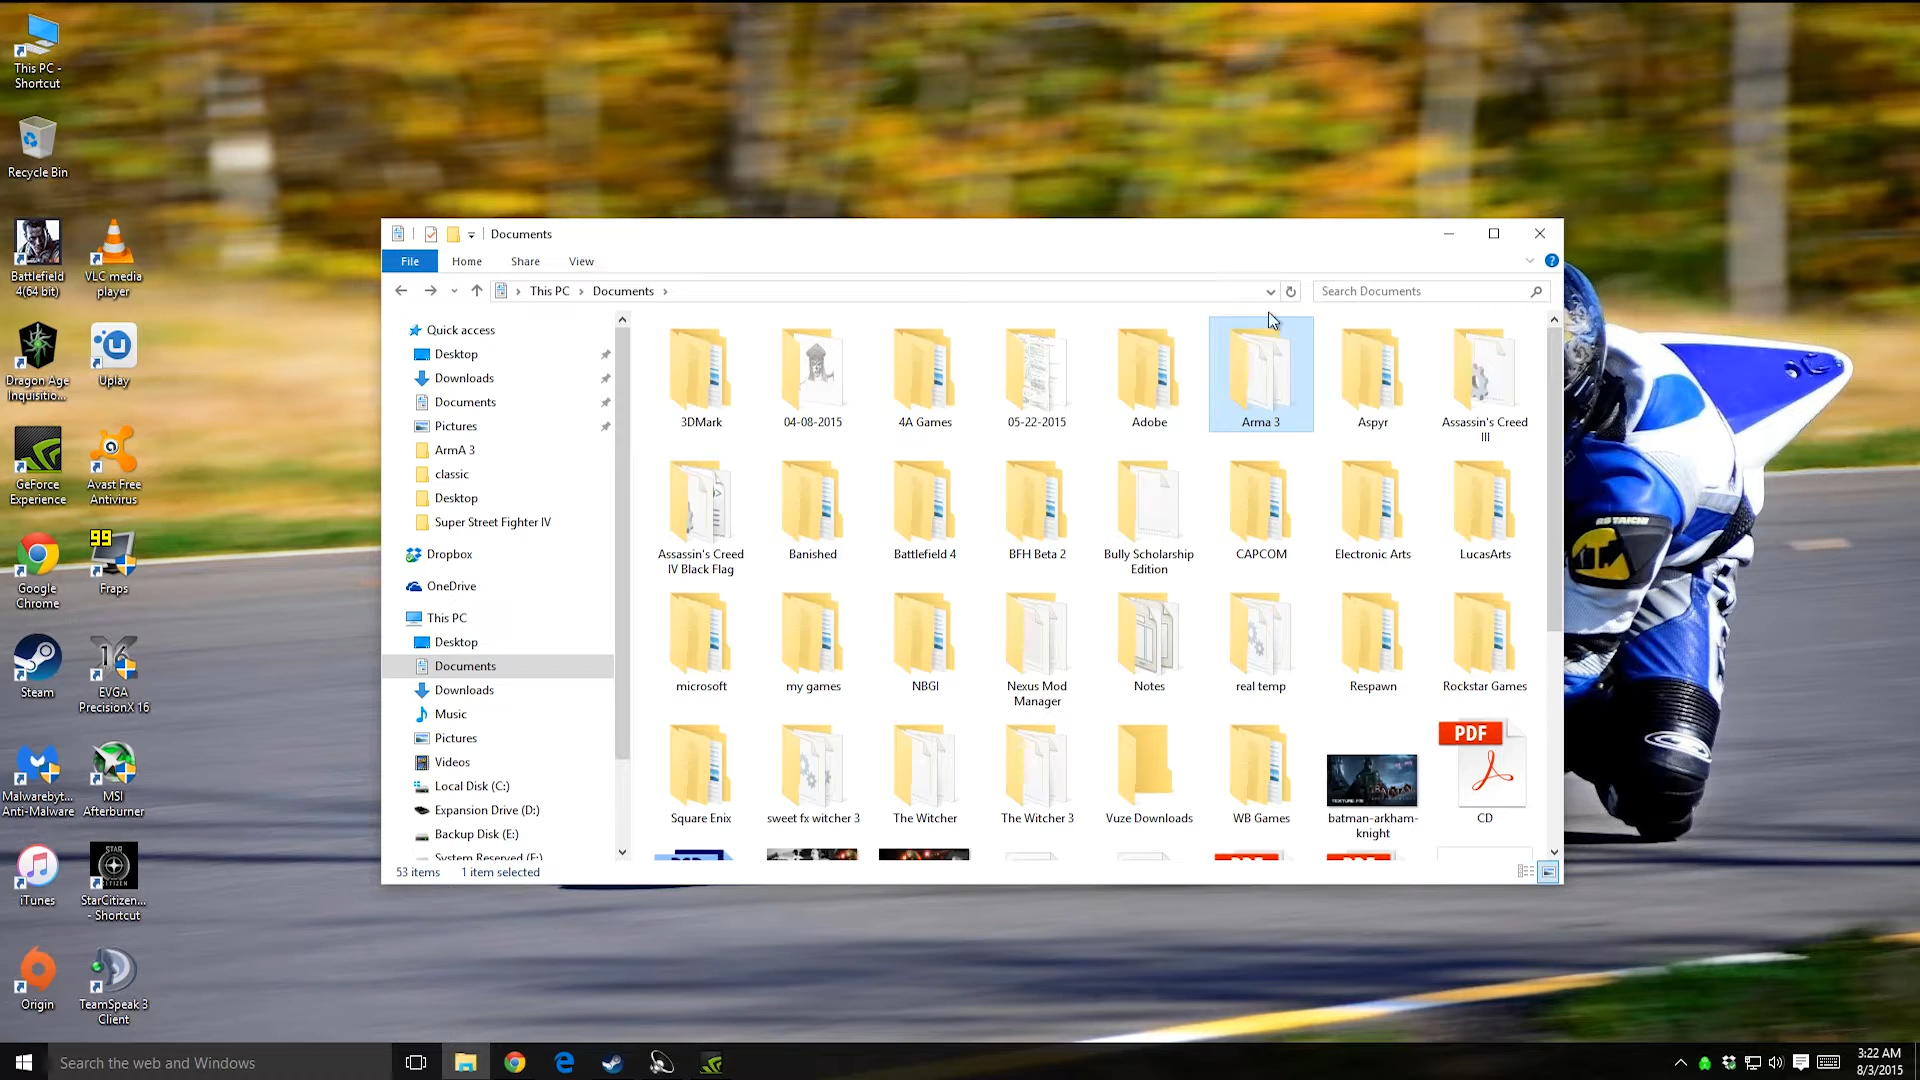 This PC -
Shortcut
Recycle Bin
Battlefield
4(64 bit)
VLC media
player
Dragon Age
Inquisitio...
Uplay
GeForce
Experience
Avast Free
Antivirus
Google
Chrome
99
Fraps
Steam
16
EVGA
PrecisionX 16
Malwarebyt...
Anti-Malware
MSI
Afterburner
iTunes
STAR
CITIZEN
StarCitizen...
- Shortcut
Origin
TeamSpeak 3
Client
Documents
File
Home
Share
View
This PC
Documents
Search Documents
Quick access
Desktop
Downloads
Documents
Pictures
ArmA 3
classic
Desktop
Super Street Fighter IV
Dropbox
OneDrive
This PC
Desktop
Documents
Downloads
Music
Pictures
Videos
Local Disk (C:)
Expansion Drive (D:)
Backup Disk (E:)
System Reserved (F:)
3DMark
04-08-2015
4A Games
05-22-2015
Adobe
Arma 3
Aspyr
Assassin's Creed
III
Assassin's Creed
IV Black Flag
Banished
Battlefield 4
BFH Beta 2
Bully Scholarship
Edition
CAPCOM
Electronic Arts
LucasArts
microsoft
my games
NBGI
Nexus Mod
Manager
Notes
real temp
Respawn
Rockstar Games
Square Enix
sweet fx witcher 3
The Witcher
The Witcher 3
Vuze Downloads
WB Games
batman-arkham-
knight
PDF
CD
53 items
1 item selected
RS TAICHI
Search the web and Windows
3:22 AM
8/3/2015